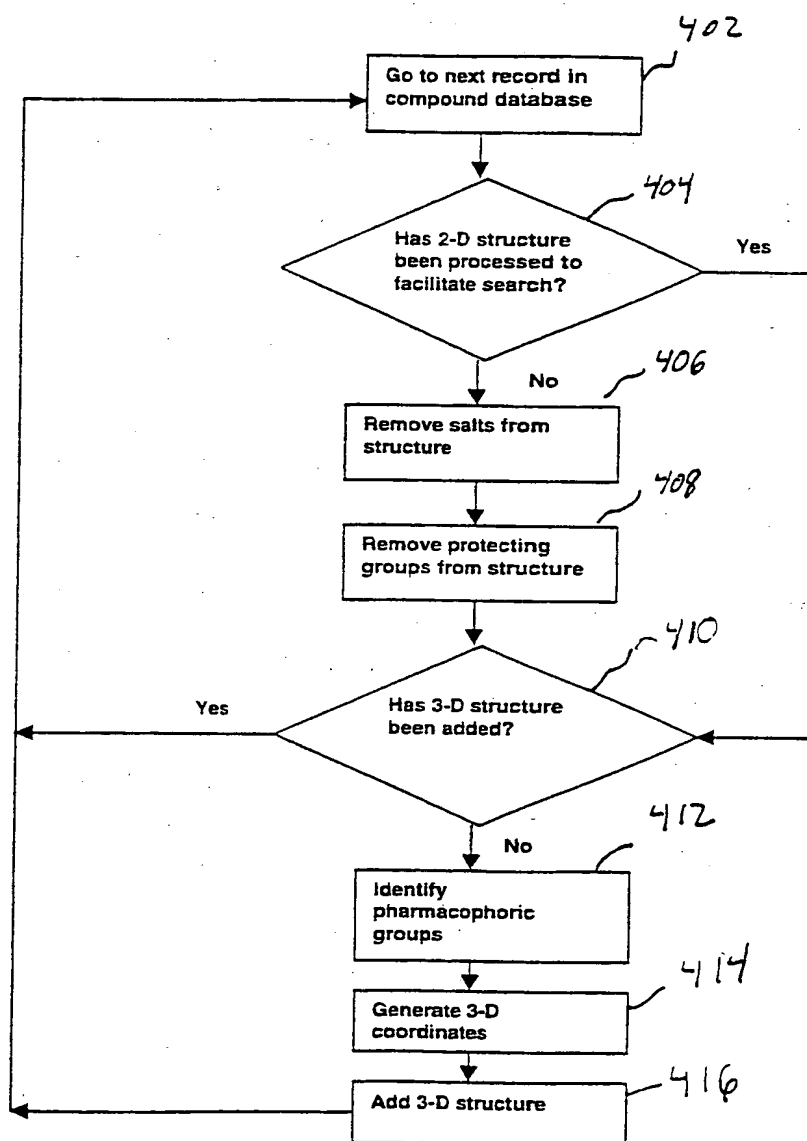 402
Go to next record in
compound database
404
Has 2-D structure
been processed to
facilitate search?
Yes
No
406
Remove salts from
structure
408
Remove protecting
groups from structure
410
Has 3-D structure
been added?
Yes
No
412
Identify
pharmacophoric
groups
414
Generate 3-D
coordinates
416
Add 3-D structure